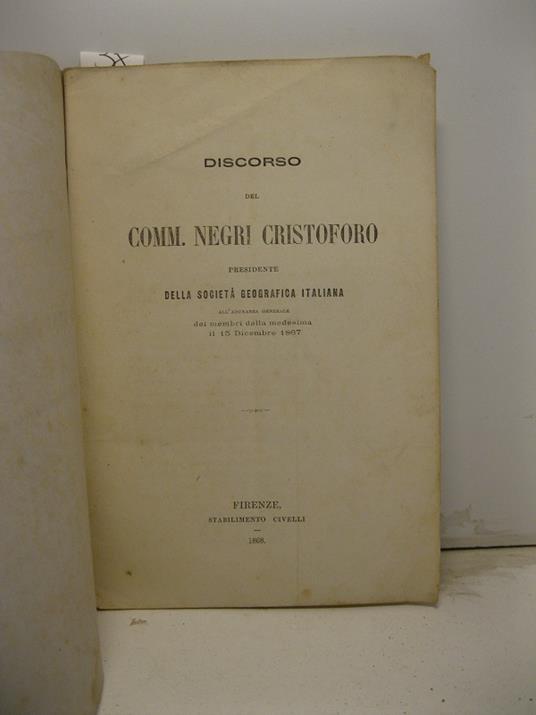 DISCORSO
DEL
COMM. NEGRI CRISTOFORO
PRESIDENTE
DELLA SOCIETÀ GEOGRAFICA ITALIANA
ALL'ADUNANZA GENERALE
dei membri della medesima
il 15 Dicembre 1867
FIRENZE,
STABILIMENTO CIVELLI
1868.